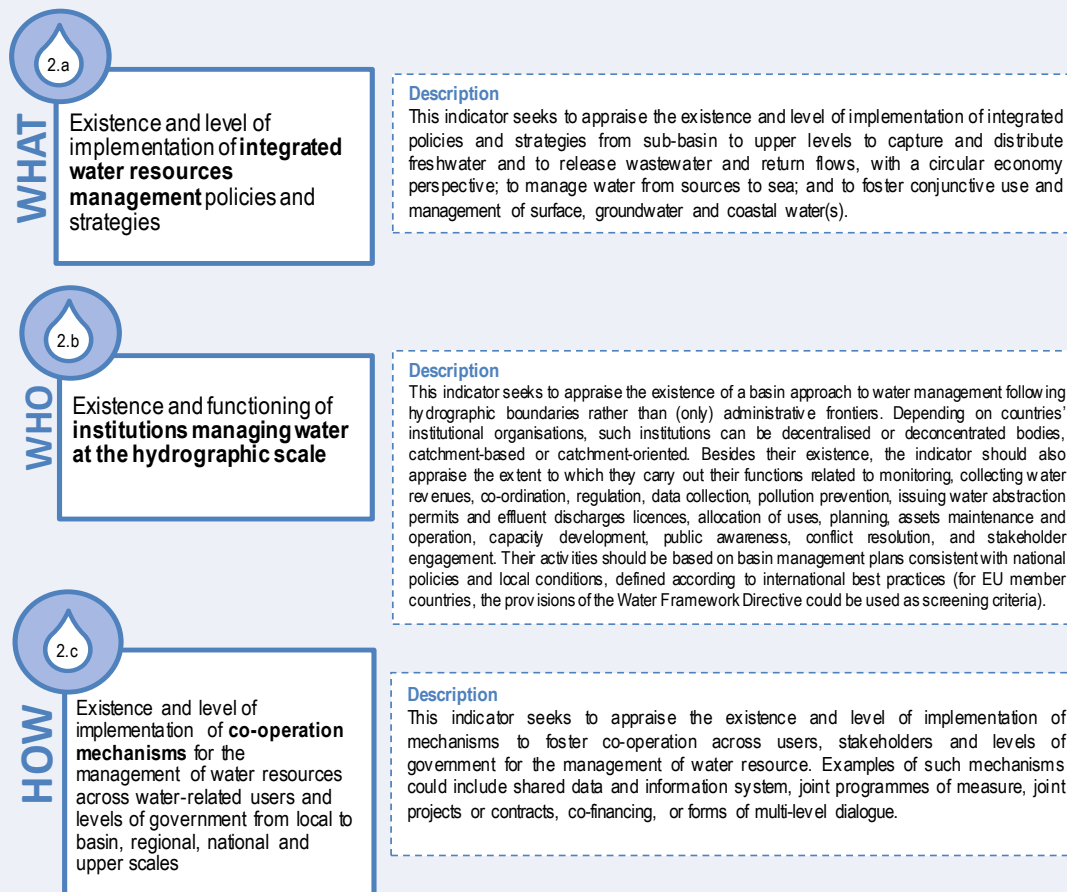 2.a
WHAT
Existence and level of
implementation of integrated
water resources
management policies and
strategies
Description
This indicator seeks to appraise the existence and level of implementation of integrated
policies and strategies from sub-basin to upper levels to capture and distribute
freshwater and to release wastewater and return flows, with a circular economy
perspective; to manage water from sources to sea; and to foster conjunctive use and
management of surface, groundwater and coastal water(s).
2.b
WHO
Existence and functioning of
institutions managing water
at the hydrographic scale
Description
This indicator seeks to appraise the existence of a basin approach to water management following
hydrographic boundaries rather than (only) administrative frontiers. Depending on countries'
institutional organisations, such institutions can be decentralised or deconcentrated bodies,
catchment-based or catchment-oriented. Besides their existence, the indicator should also
appraise the extent to which they carry out their functions related to monitoring, collecting water
revenues, co-ordination, regulation, data collection, pollution prevention, issuing water abstraction
permits and effluent discharges licences, allocation of uses, planning, assets maintenance and
operation, capacity development, public awareness, conflict resolution, and stakeholder
engagement. Their activities should be based on basin management plans consistent with national
policies and local conditions, defined according to international best practices (for EU member
countries, the provisions of the Water Framework Directive could be used as screening criteria).
2.c
HOW
Existence and level of
implementation of co-operation
mechanisms for the
management of water resources
across water-related users and
levels of government from local to
basin, regional, national and
upper scales
Description
This indicator seeks to appraise the existence and level of implementation of
mechanisms to foster co-operation across users, stakeholders and levels of
government for the management of water resource. Examples of such mechanisms
could include shared data and information system, joint programmes of measure, joint
projects or contracts, co-financing, or forms of multi-level dialogue.